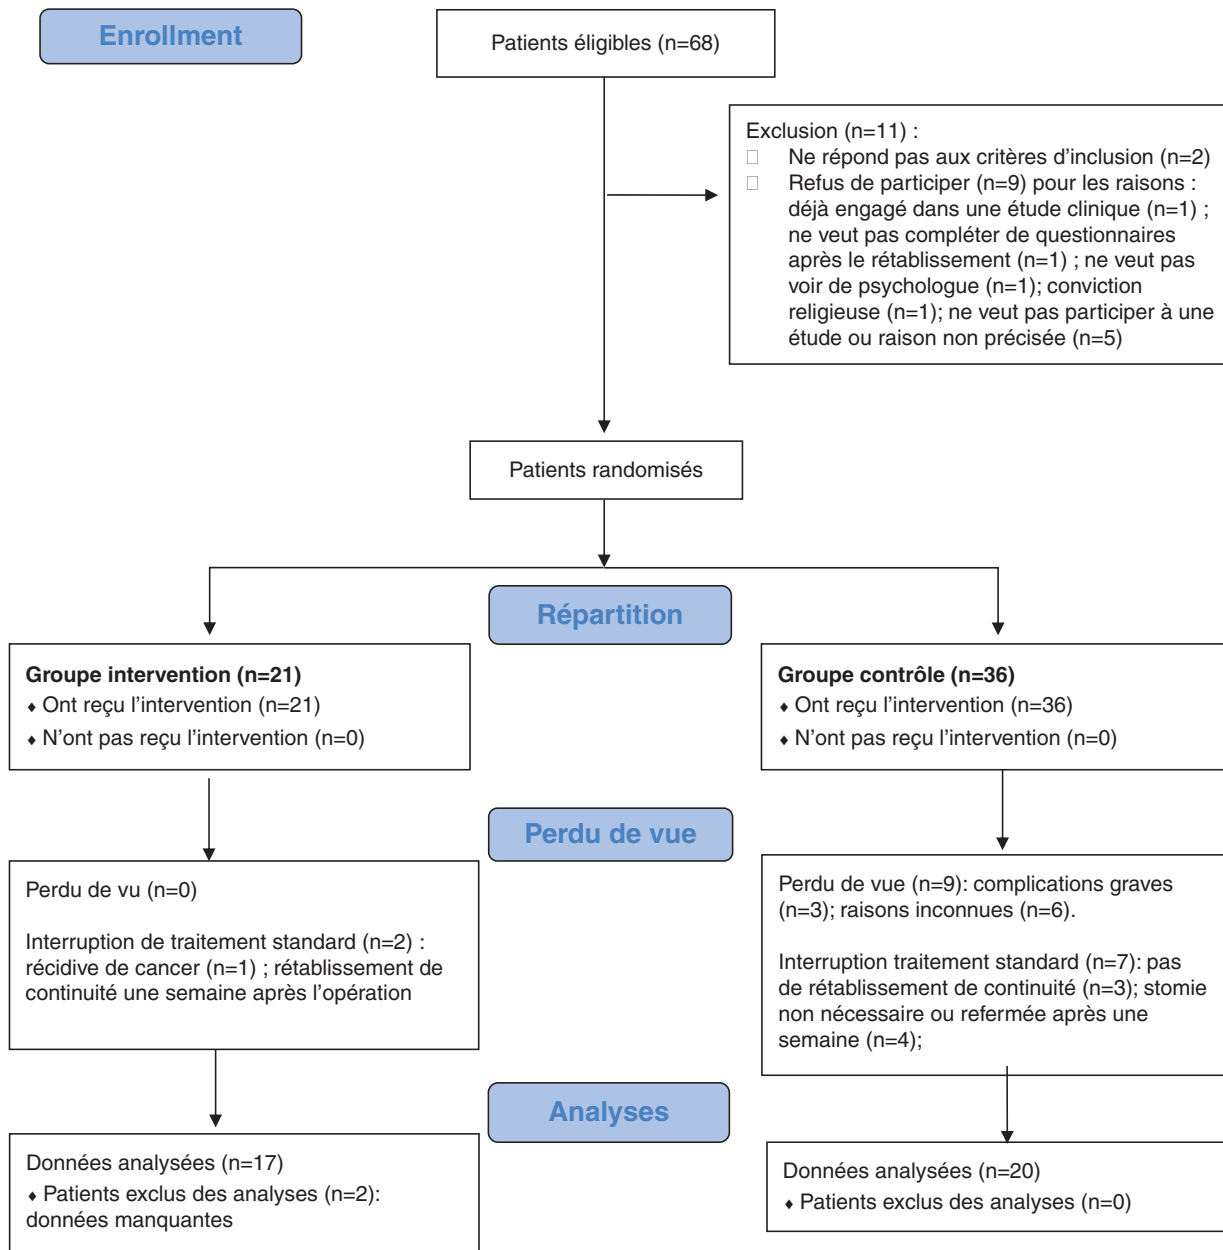 Enrollment
Patients éligibles (n=68)
Exclusion (n=11) :
Ne répond pas aux critères d'inclusion (n=2)
Refus de participer (n=9) pour les raisons :
déjà engagé dans une étude clinique (n=1) ;
ne veut pas compléter de questionnaires
après le rétablissement (n=1) ; ne veut pas
voir de psychologue (n=1); conviction
religieuse (n=1); ne veut pas participer à une
étude ou raison non précisée (n=5)
Patients randomisés
Répartition
Groupe intervention (n=21)
♦ Ont reçu l'intervention (n=21)
♦ N'ont pas reçu l'intervention (n=0)
Groupe contrôle (n=36)
♦ Ont reçu l'intervention (n=36)
♦ N'ont pas reçu l'intervention (n=0)
Perdu de vue
Perdu de vu (n=0)
Interruption de traitement standard (n=2) :
récidive de cancer (n=1) ; rétablissement de
continuité une semaine après l'opération
Perdu de vue (n=9): complications graves
(n=3); raisons inconnues (n=6).
Interruption traitement standard (n=7): pas
de rétablissement de continuité (n=3); stomie
non nécessaire ou refermée après une
semaine (n=4);
Analyses
Données analysées (n=17)
♦ Patients exclus des analyses (n=2):
données manquantes
Données analysées (n=20)
♦ Patients exclus des analyses (n=0)